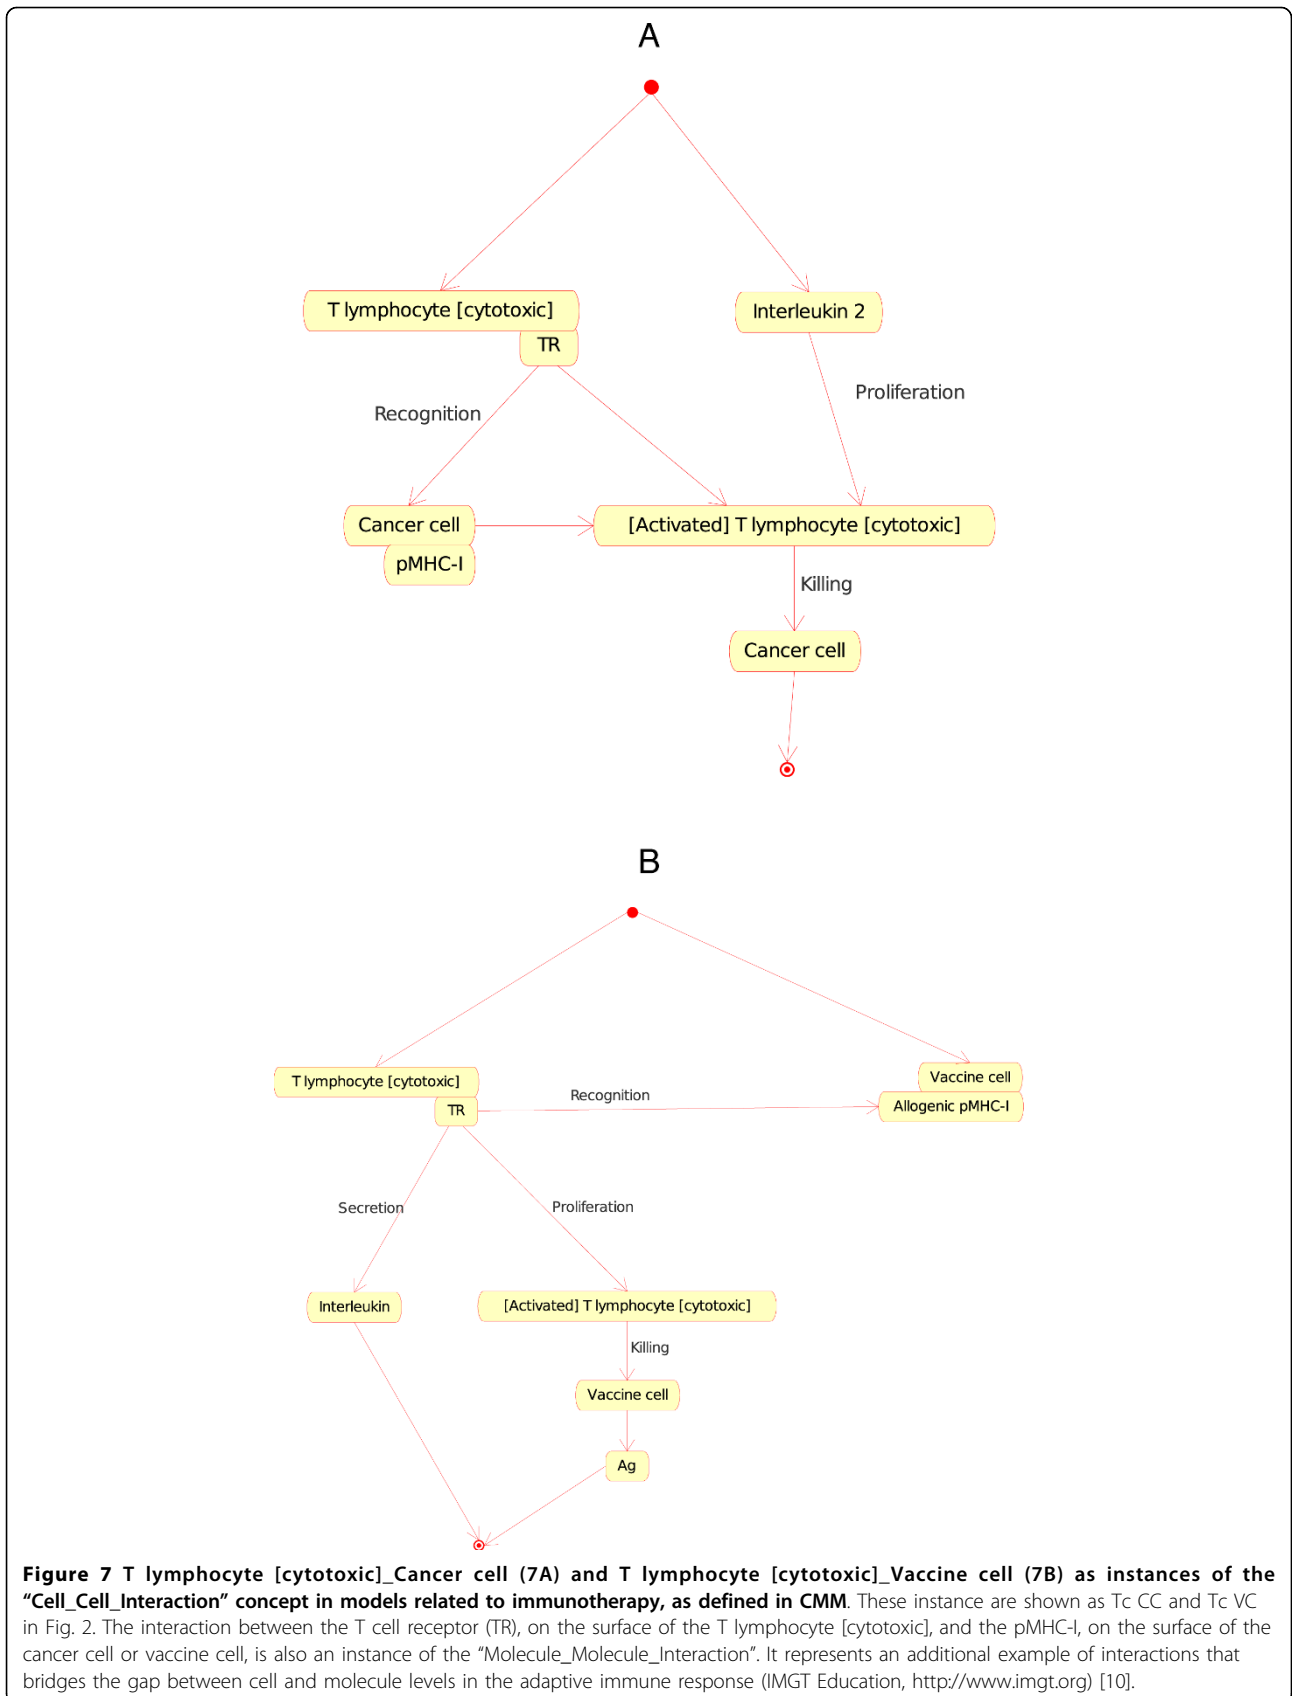 A
T lymphocyte [cytotoxic]
Interleukin 2
TR
Proliferation
Recognition
Cancer cell
[Activated] T lymphocyte [cytotoxic]
pMHC-I
Killing
Cancer cell
B
Vaccine cell
T lymphocyte [cytotoxic]
Recognition
Allogenic pMHC-I
TR
Secretion
Proliferation
Interleukin
[Activated] T lymphocyte [cytotoxic]
Killing
Vaccine cell
Ag
Figure 7 T lymphocyte [cytotoxic]_Cancer cell (7A) and T lymphocyte [cytotoxic]_Vaccine cell (7B) as instances of the
“Cell_Cell_Interaction” concept in models related to immunotherapy, as defined in CMM. These instance are shown as Tc CC and Tc VC
in Fig. 2. The interaction between the T cell receptor (TR), on the surface of the T lymphocyte [cytotoxic], and the pMHC-I, on the surface of the
cancer cell or vaccine cell, is also an instance of the “Molecule_Molecule_Interaction”. It represents an additional example of interactions that
bridges the gap between cell and molecule levels in the adaptive immune response (IMGT Education, http://www.imgt.org) [10].